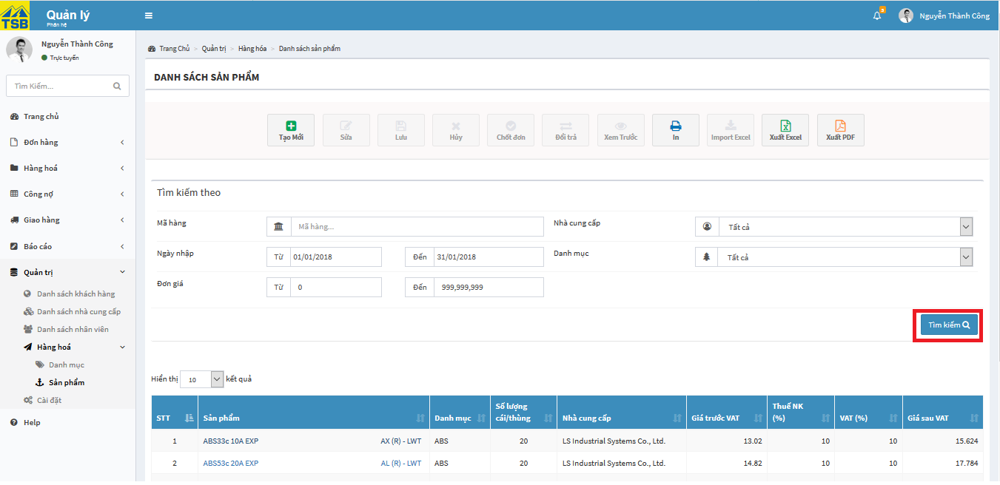 TSB
Quản lý
Phân hệ
5
Nguyễn Thành Công
Nguyễn Thành Công
Trực tuyến
Tìm Kiếm...
Trang chủ
Đơn hàng
Hàng hoá
Công nợ
Giao hàng
Báo cáo
Quản trị
Danh sách khách hàng
Danh sách nhà cung cấp
Danh sách nhân viên
Hàng hoá
Danh mục
Sản phẩm
Cài đặt
Help
Trang Chủ > Quản trị > Hàng hóa > Danh sách sản phẩm
DANH SÁCH SẢN PHẨM
Tạo Mới Sửa Lưu Hủy Chốt đơn Đổi trả Xem Trước In Import Excel Xuất Excel Xuất PDF
Tìm kiếm theo
Mã hàng Mã hàng... Nhà cung cấp Tất cả
Ngày nhập Từ 01/01/2018 Đến 31/01/2018 Danh mục Tất cả
Đơn giá Từ 0 Đến 999,999,999
Tìm kiếm
Hiển thị 10 kết quả
STT Sản phẩm Danh mục Số lượng cái/thùng Nhà cung cấp Giá trước VAT Thuế NK (%) VAT (%) Giá sau VAT
1 ABS33c 10A EXP AX (R) - LWT ABS 20 LS Industrial Systems Co., Ltd. 13.02 10 10 15.624
2 ABS53c 20A EXP AL (R) - LWT ABS 20 LS Industrial Systems Co., Ltd. 14.82 10 10 17.784